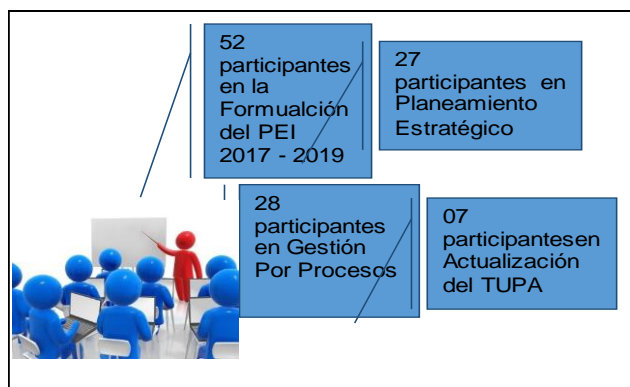 52
participantes
en la
Formualción
del PEI
2017 - 2019
27
participantes en
Planeamiento
Estratégico
28
participantes
en Gestión
Por Procesos
07
participantesen
Actualización
del TUPA